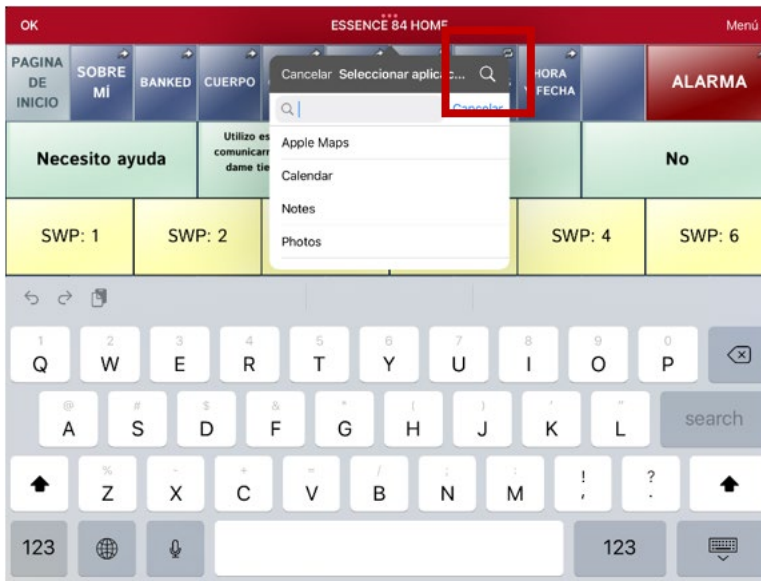 OK
ESSENCE 84 HOME
Menú
PAGINA
DE
INICIO
SOBRE
MÍ
BANKED
CUERPO
HORA
FECHA
ALARMA
Cancelar Seleccionar aplicac...
Cancelar
Apple Maps
Calendar
Notes
Photos
Necesito ayuda
Utilizo es
comunicarr
dame tie
No
SWP: 1
SWP: 2
SWP: 4
SWP: 6
1 2 3 4 5 6 7 8 9 0
Q W E R T Y U I O P
@ # $ & * ( ) ' "
A S D F G H J K L
search
% - + = / ; : ! ?
Z X C V B N M , .
123
123